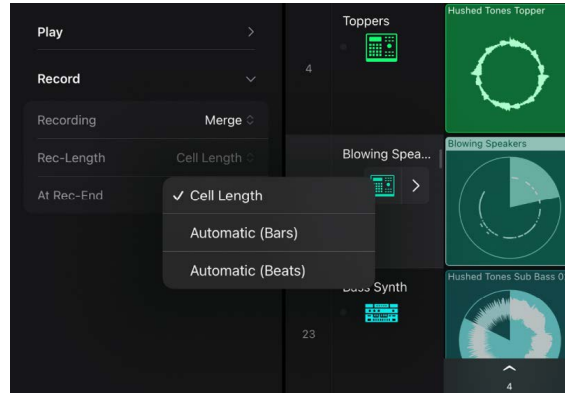 Play
Record
Recording
Merge
Rec-Length
Cell Length
At Rec-End
Cell Length
Automatic (Bars)
Automatic (Beats)
Toppers
4
Blowing Spea...
Bass Synth
23
Hushed Tones Topper
Blowing Speakers
Hushed Tones Sub Bass 0
4